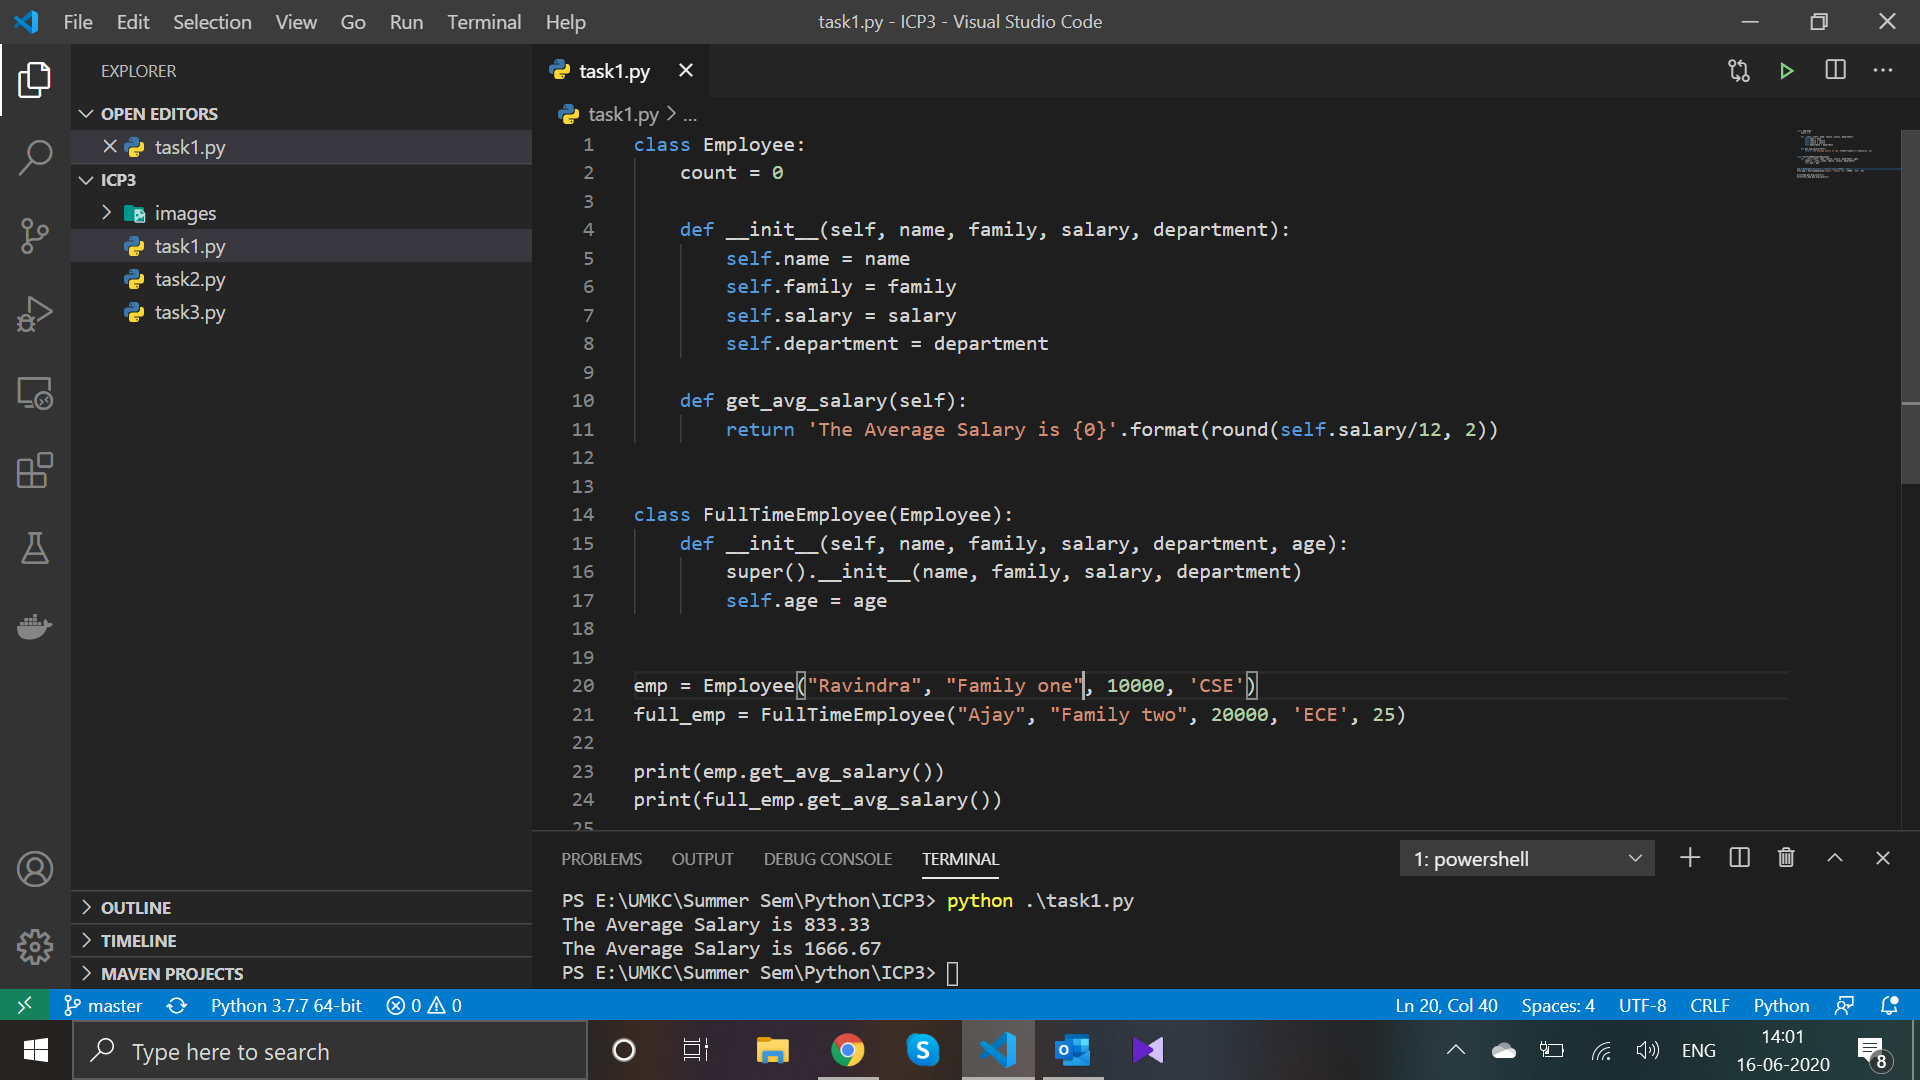 File Edit Selection View Go Run Terminal Help
task1.py - ICP3 - Visual Studio Code
EXPLORER
OPEN EDITORS
task1.py
ICP3
images
task1.py
task2.py
task3.py
OUTLINE
TIMELINE
MAVEN PROJECTS
task1.py
task1.py > ...
1 class Employee:
2     count = 0
3
4     def __init__(self, name, family, salary, department):
5         self.name = name
6         self.family = family
7         self.salary = salary
8         self.department = department
9
10     def get_avg_salary(self):
11         return 'The Average Salary is {0}'.format(round(self.salary/12, 2))
12
13
14 class FullTimeEmployee(Employee):
15     def __init__(self, name, family, salary, department, age):
16         super().__init__(name, family, salary, department)
17         self.age = age
18
19
20 emp = Employee("Ravindra", "Family one", 10000, 'CSE')
21 full_emp = FullTimeEmployee("Ajay", "Family two", 20000, 'ECE', 25)
22
23 print(emp.get_avg_salary())
24 print(full_emp.get_avg_salary())
25
PROBLEMS OUTPUT DEBUG CONSOLE TERMINAL
1: powershell
PS E:\UMKC\Summer Sem\Python\ICP3> python .\task1.py
The Average Salary is 833.33
The Average Salary is 1666.67
PS E:\UMKC\Summer Sem\Python\ICP3>
master Python 3.7.7 64-bit 0 0
Ln 20, Col 40 Spaces: 4 UTF-8 CRLF Python
Type here to search
S
ENG
14:01
16-06-2020
8